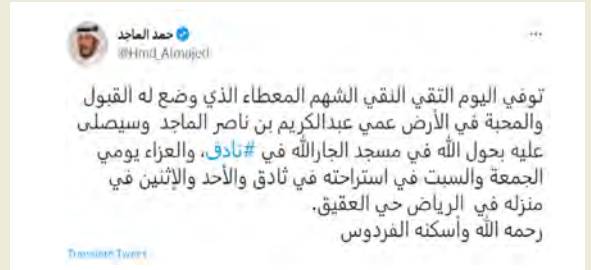 حمد الماجد
@Hmd_Almajed
توفي اليوم التقي النقي الشهم المعطاء الذي وضع له القبول
والمحبة في الأرض عمي عبدالكريم بن ناصر الماجد وسيصلى
عليه بحول الله في مسجد الجارالله في #ثادق، والعزاء يومي
الجمعة والسبت في استراحته في ثادق والأحد والإثنين في
منزله في الرياض حي العقيق.
رحمه الله وأسكنه الفردوس
Translate Tweet